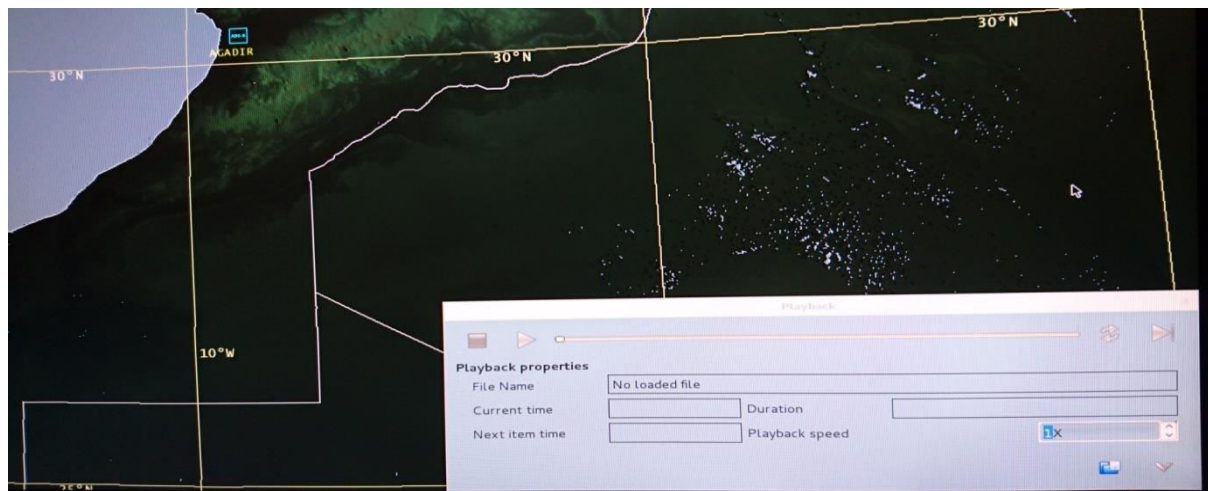 30°N
AGADIR
30°N
30°N
10°W
25°N
Playback
Playback properties
File Name No loaded file
Current time Duration
Next item time Playback speed 1X